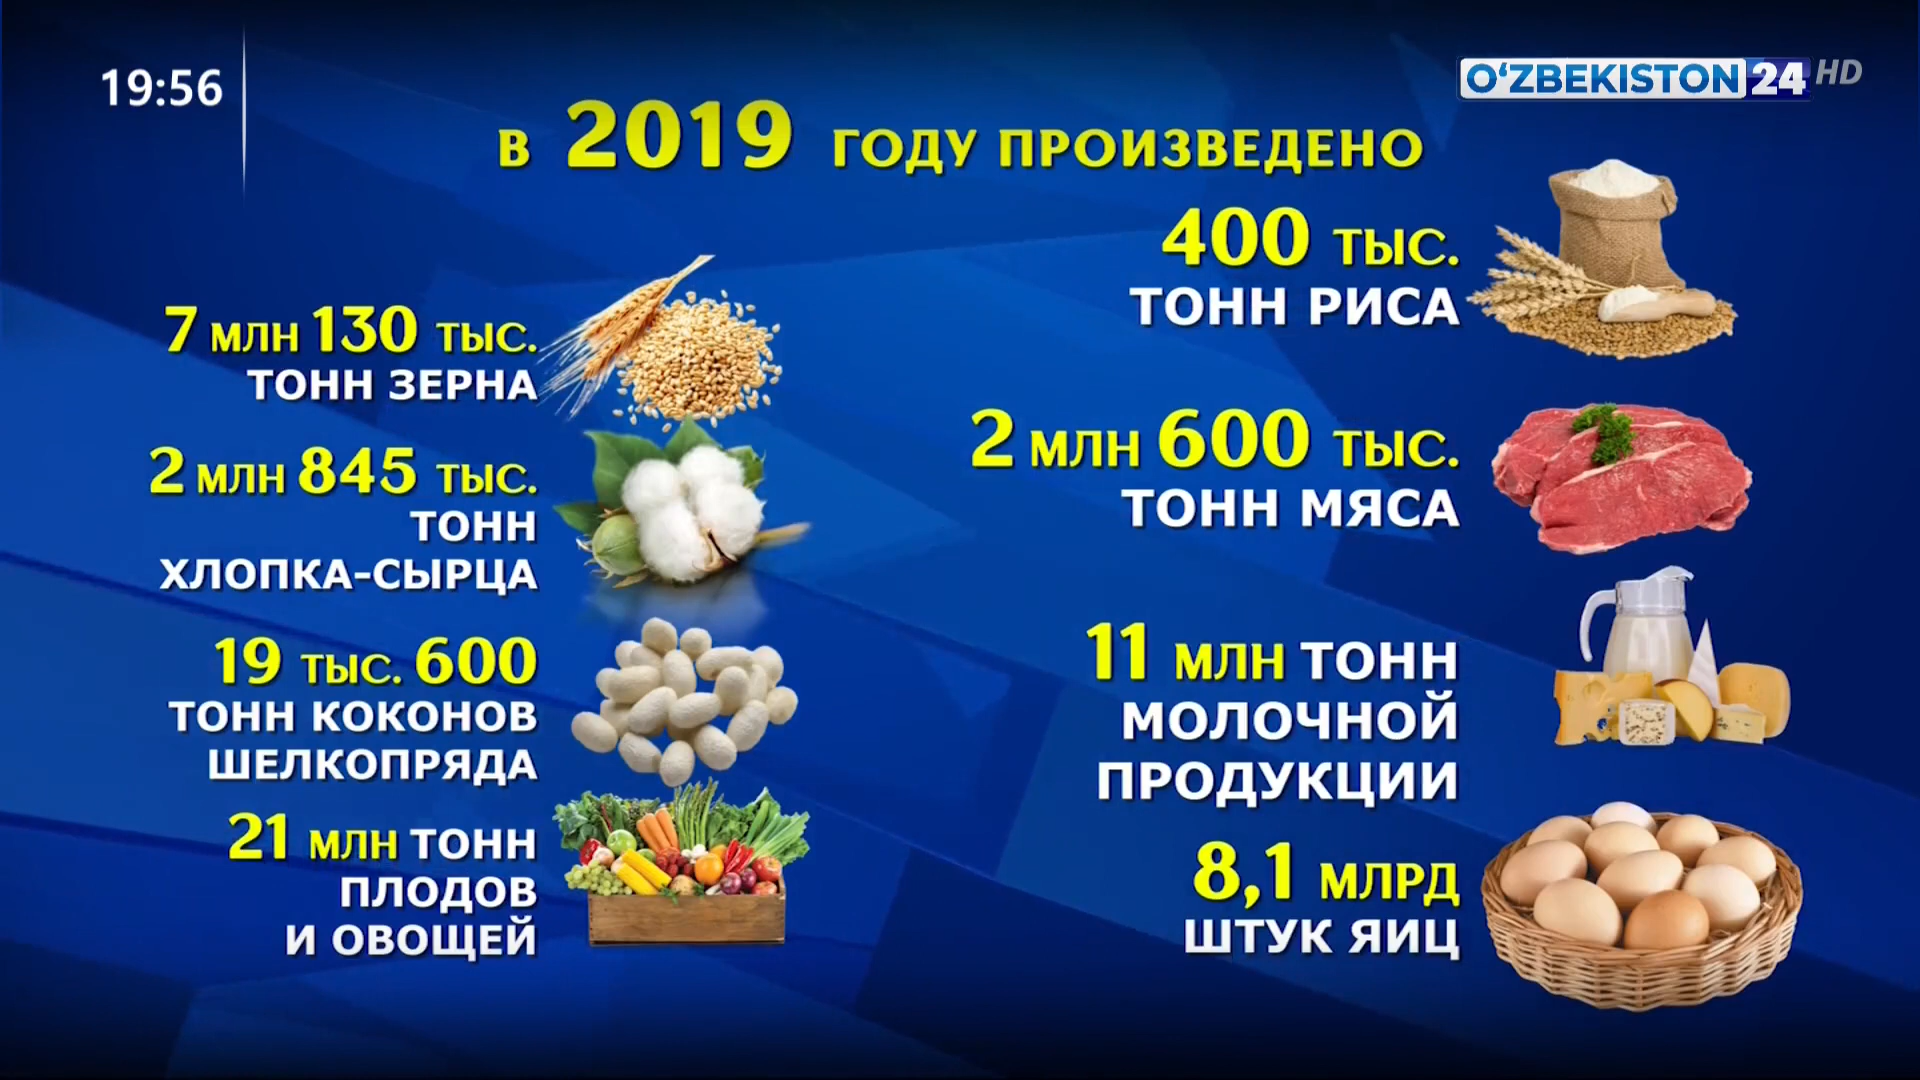 19:56
O‘ZBEKISTON 24 HD
В 2019 ГОДУ ПРОИЗВЕДЕНО
7 МЛН 130 ТЫС.
ТОНН ЗЕРНА
2 МЛН 845 ТЫС.
ТОНН
ХЛОПКА-СЫРЦА
19 ТЫС. 600
ТОНН КОКОНОВ
ШЕЛКОПРЯДА
21 МЛН ТОНН
ПЛОДОВ
И ОВОЩЕЙ
400 ТЫС.
ТОНН РИСА
2 МЛН 600 ТЫС.
ТОНН МЯСА
11 МЛН ТОНН
МОЛОЧНОЙ
ПРОДУКЦИИ
8,1 МЛРД
ШТУК ЯИЦ